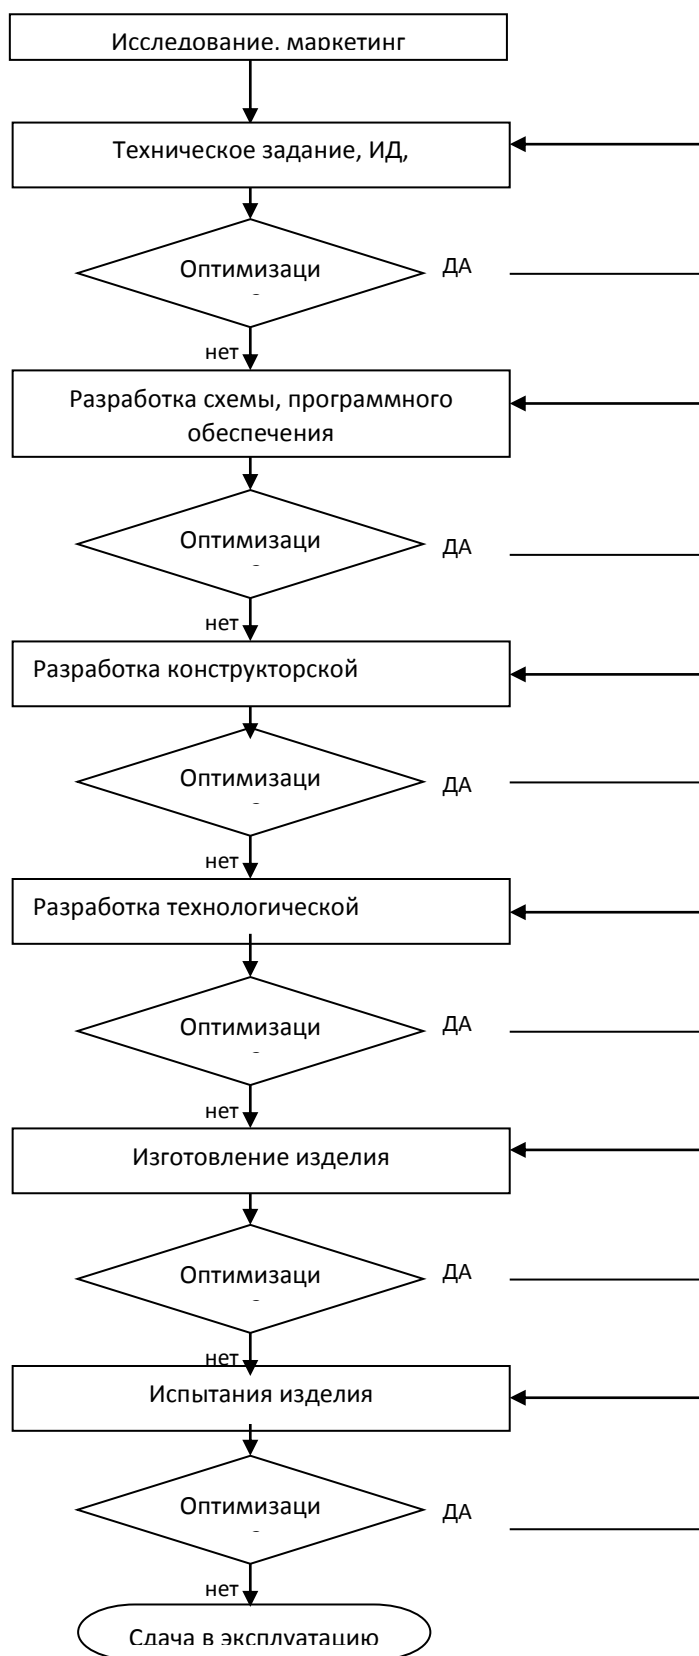 Исследование, маркетинг
Техническое задание, ИД,
Оптимизаци
ДА
нет
Разработка схемы, программного
обеспечения
Оптимизаци
ДА
нет
Разработка конструкторской
Оптимизаци
ДА
нет
Разработка технологической
Оптимизаци
ДА
нет
Изготовление изделия
Оптимизаци
ДА
нет
Испытания изделия
Оптимизаци
ДА
нет
Сдача в эксплуатацию